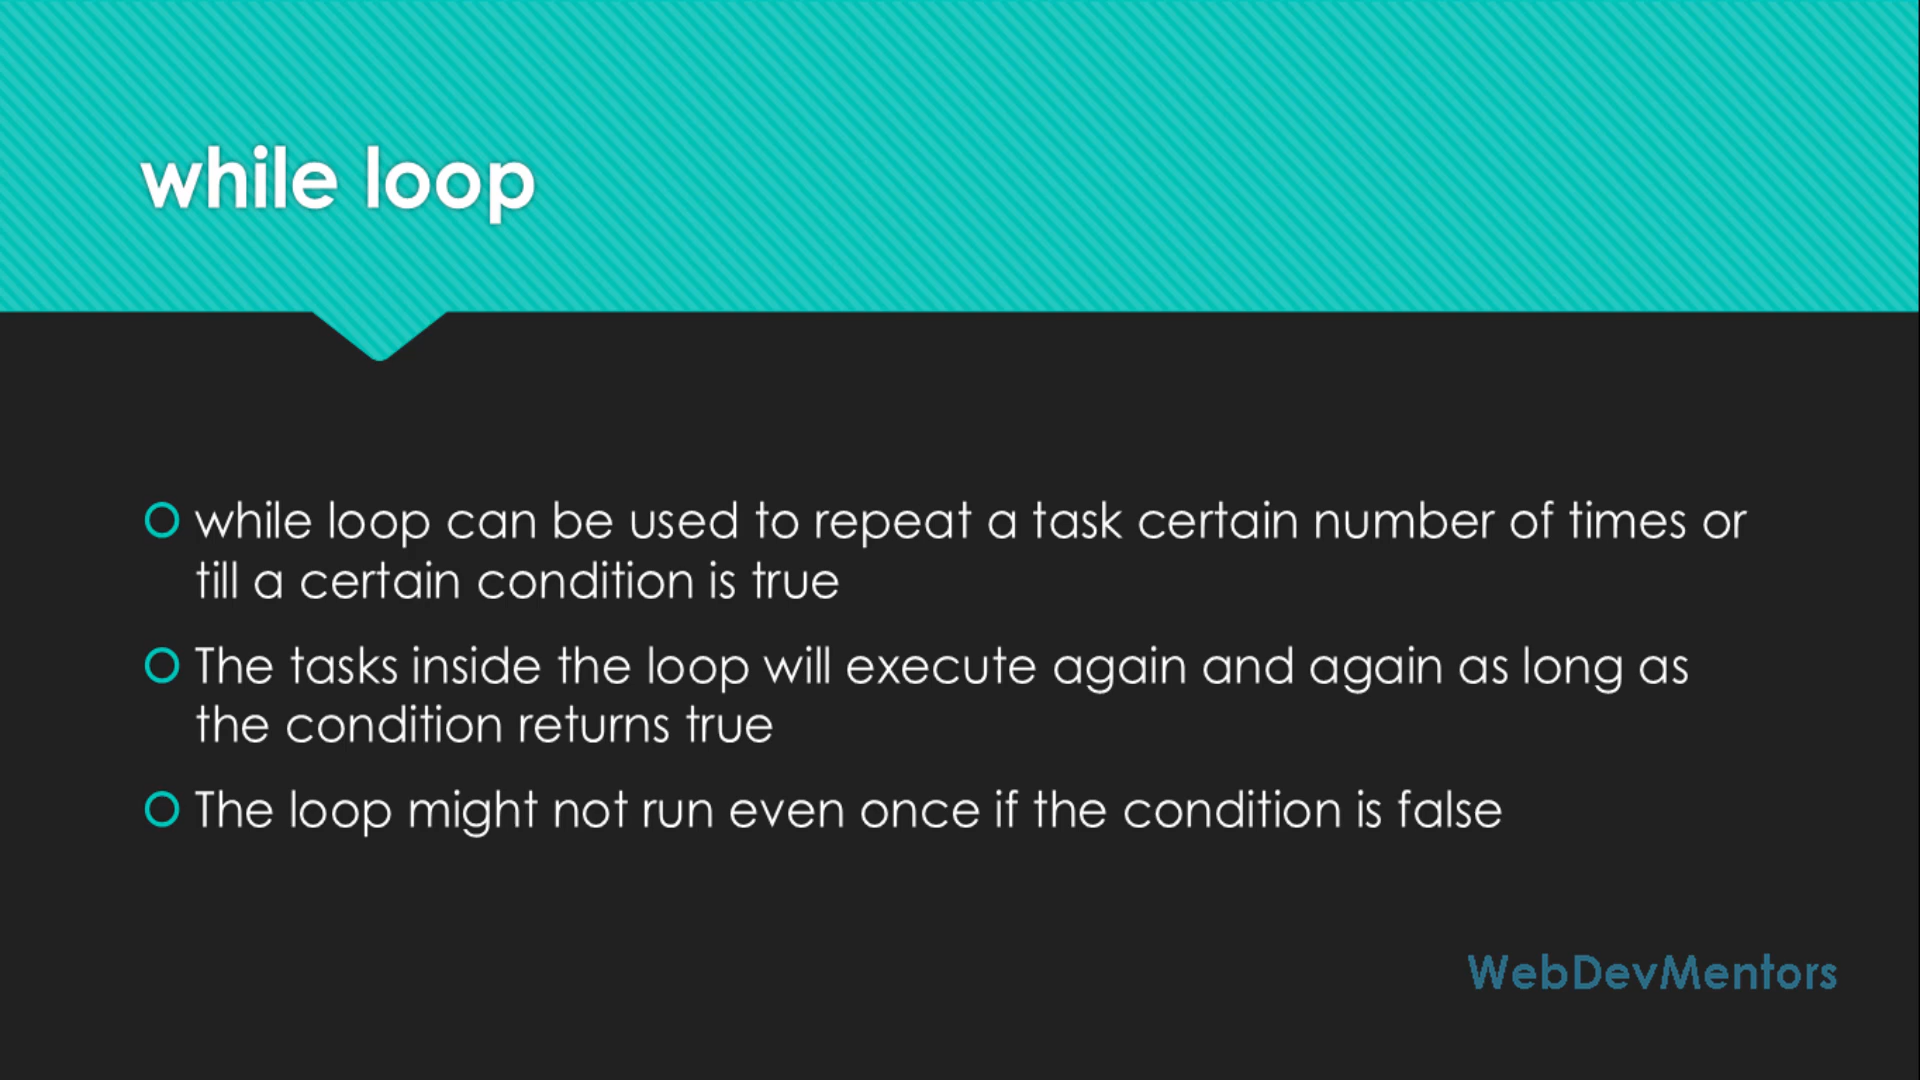 while loop
while loop can be used to repeat a task certain number of times or
till a certain condition is true
The tasks inside the loop will execute again and again as long as
the condition returns true
The loop might not run even once if the condition is false
WebDevMentors